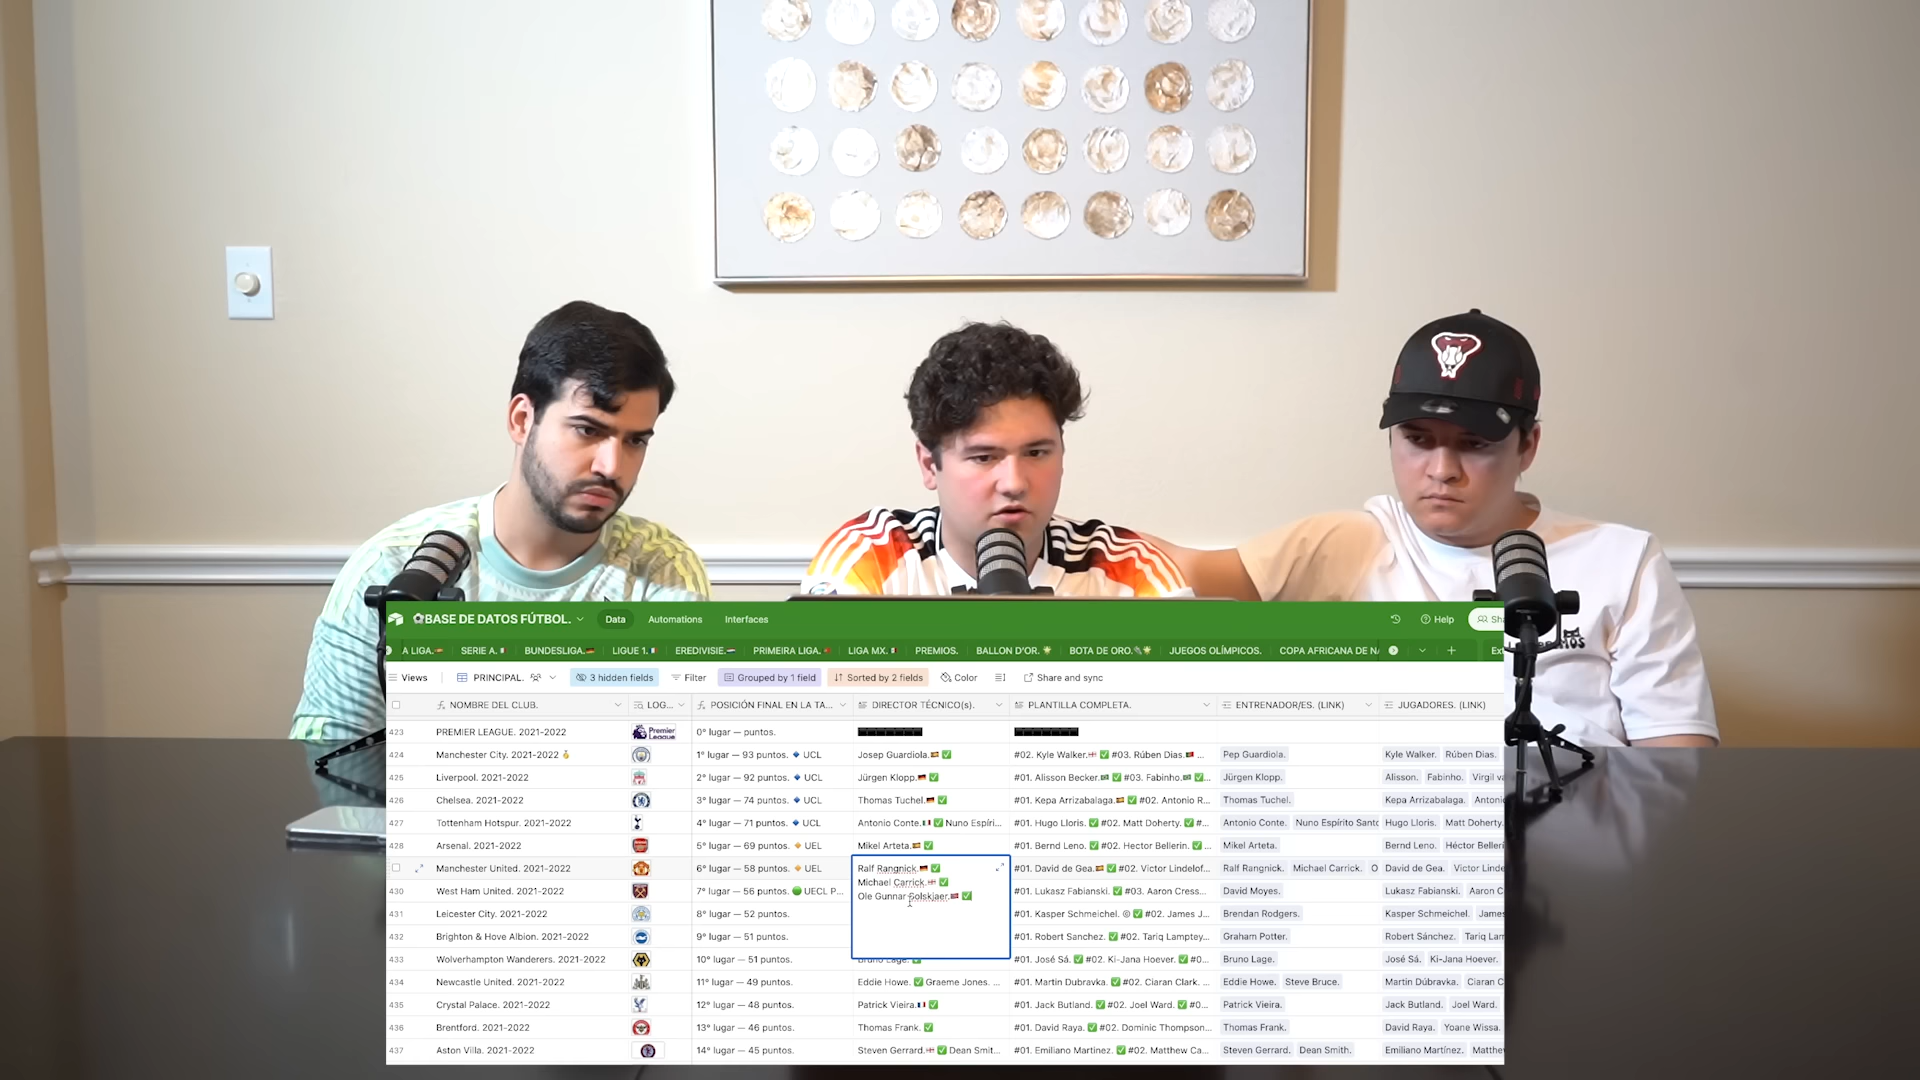 ⚽BASE DE DATOS FÚTBOL. Data Automations Interfaces Help
A LIGA. SERIE A. BUNDESLIGA. LIGUE 1. EREDIVISIE. PRIMEIRA LIGA. LIGA MX. PREMIOS. BALLON D'OR. BOTA DE ORO. JUEGOS OLÍMPICOS. COPA AFRICANA DE
Views PRINCIPAL. 3 hidden fields Filter Grouped by 1 field Sorted by 2 fields Color Share and sync
NOMBRE DEL CLUB. LOG... POSICIÓN FINAL EN LA TA... DIRECTOR TÉCNICO(s). PLANTILLA COMPLETA. ENTRENADOR/ES. (LINK) JUGADORES. (LINK)
423 PREMIER LEAGUE. 2021-2022 Premier League 0° lugar — puntos.
424 Manchester City. 2021-2022 🥇 1° lugar — 93 puntos. 🔹 UCL Josep Guardiola. ✅ #02. Kyle Walker. ✅ #03. Rúben Dias. ... Pep Guardiola. Kyle Walker. Rúben Dias.
425 Liverpool. 2021-2022 2° lugar — 92 puntos. 🔹 UCL Jürgen Klopp. ✅ #01. Alisson Becker. ✅ #03. Fabinho. ✅... Jürgen Klopp. Alisson. Fabinho. Virgil
426 Chelsea. 2021-2022 3° lugar — 74 puntos. 🔹 UCL Thomas Tuchel. ✅ #01. Kepa Arrizabalaga. ✅ #02. Antonio R... Thomas Tuchel. Kepa Arrizabalaga.
427 Tottenham Hotspur. 2021-2022 4° lugar — 71 puntos. 🔹 UCL Antonio Conte. ✅ Nuno Espíri... #01. Hugo Lloris. ✅ #02. Matt Doherty. ✅ #... Antonio Conte. Nuno Espírito Hugo Lloris. Matt Doherty.
428 Arsenal. 2021-2022 5° lugar — 69 puntos. 🔸 UEL Mikel Arteta. ✅ #01. Bernd Leno. ✅ #02. Hector Bellerin. ✅ ... Mikel Arteta. Bernd Leno. Héctor
Manchester United. 2021-2022 6° lugar — 58 puntos. 🔸 UEL Ralf Rangnick. ✅ #01. David de Gea. ✅ #02. Victor Lindelof... Ralf Rangnick. Michael Carrick. O David de Gea. Victor
Michael Carrick. ✅
Ole Gunnar Solskjaer. ✅
430 West Ham United. 2021-2022 7° lugar — 56 puntos. 🟢 UECL P... #01. Lukasz Fabianski. ✅ #03. Aaron Cress... David Moyes. Lukasz Fabianski. Aaron
431 Leicester City. 2021-2022 8° lugar — 52 puntos. #01. Kasper Schmeichel. © ✅ #02. James J... Brendan Rodgers. Kasper Schmeichel.
432 Brighton & Hove Albion. 2021-2022 9° lugar — 51 puntos. #01. Robert Sanchez. ✅ #02. Tariq Lamptey... Graham Potter. Robert Sánchez. Tariq
433 Wolverhampton Wanderers. 2021-2022 10° lugar — 51 puntos. Bruno Lage. ✅ #01. José Sá. ✅ #02. Ki-Jana Hoever. ✅ #0... Bruno Lage. José Sá. Ki-Jana Hoever.
434 Newcastle United. 2021-2022 11° lugar — 49 puntos. Eddie Howe. ✅ Graeme Jones. ... #01. Martin Dubravka. ✅ #02. Ciaran Clark. ... Eddie Howe. Steve Bruce. Martin Dúbravka. Ciaran
435 Crystal Palace. 2021-2022 12° lugar — 48 puntos. Patrick Vieira. ✅ #01. Jack Butland. ✅ #02. Joel Ward. ✅ #0... Patrick Vieira. Jack Butland. Joel Ward.
436 Brentford. 2021-2022 13° lugar — 46 puntos. Thomas Frank. ✅ #01. David Raya. ✅ #02. Dominic Thompson... Thomas Frank. David Raya. Yoane Wissa.
437 Aston Villa. 2021-2022 14° lugar — 45 puntos. Steven Gerrard. ✅ Dean Smit... #01. Emiliano Martinez. ✅ #02. Matthew Ca... Steven Gerrard. Dean Smith. Emiliano Martínez.